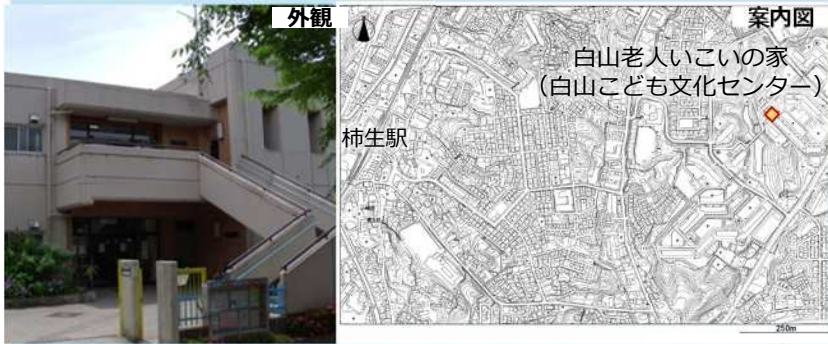 外観
案内図
白山老人いこいの家
(白山こども文化センター)
柿生駅
250m